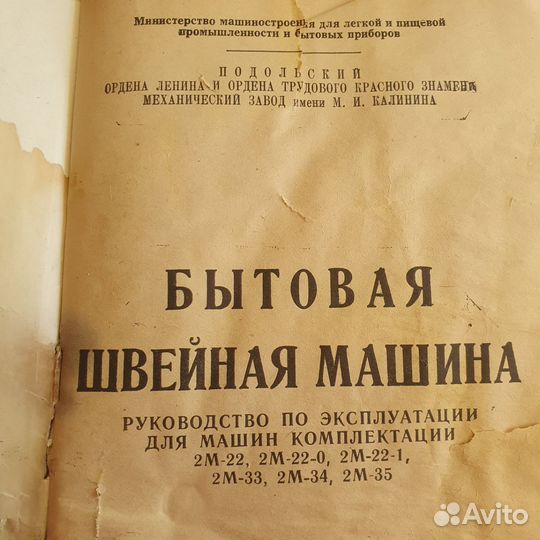 Министерство машиностроения для легкой и пищевой
промышленности и бытовых приборов
ПОДОЛЬСКИЙ
ОРДЕНА ЛЕНИНА И ОРДЕНА ТРУДОВОГО КРАСНОГО ЗНАМЕНИ
МЕХАНИЧЕСКИЙ ЗАВОД имени М. И. КАЛИНИНА
БЫТОВАЯ
ШВЕЙНАЯ МАШИНА
РУКОВОДСТВО ПО ЭКСПЛУАТАЦИИ
ДЛЯ МАШИН КОМПЛЕКТАЦИИ
2М-22, 2М-22-0, 2М-22-1,
2М-33, 2М-34, 2М-35
Avito